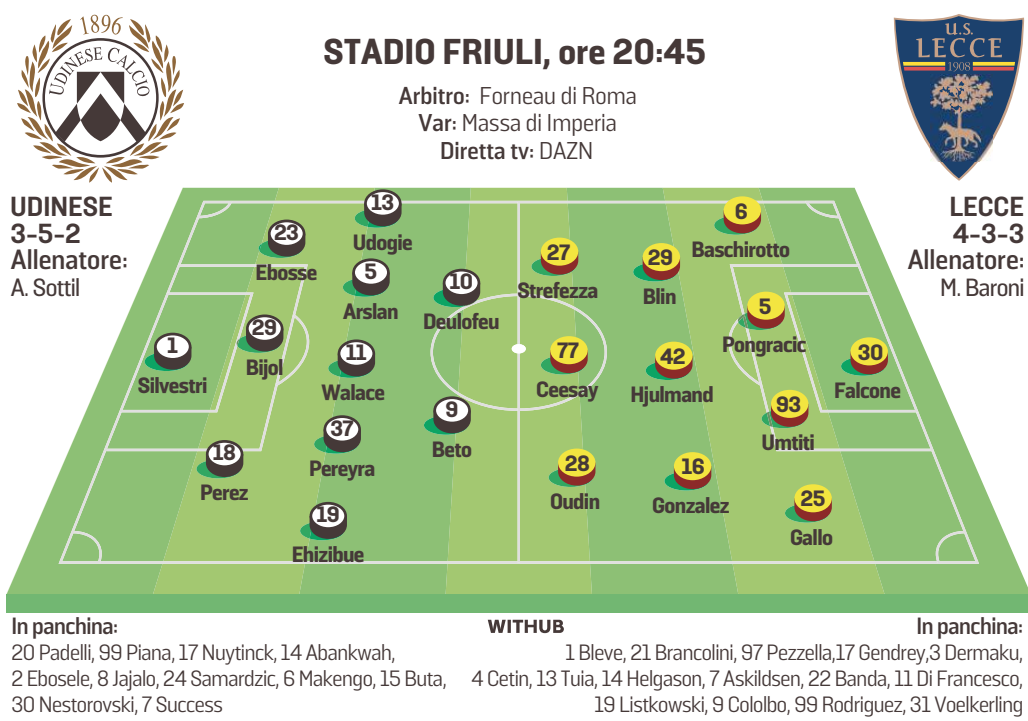 1896
UDINESE CALCIO
STADIO FRIULI, ore 20:45
Arbitro: Forneau di Roma
Var: Massa di Imperia
Diretta tv: DAZN
U.S.
LECCE
1908
UDINESE
3-5-2
Allenatore:
A. Sottil
LECCE
4-3-3
Allenatore:
M. Baroni
1
Silvestri
23
Ebosse
29
Bijol
18
Perez
13
Udogie
5
Arslan
11
Walace
37
Pereyra
19
Ehizibue
10
Deulofeu
9
Beto
27
Strefezza
77
Ceesay
28
Oudin
29
Blin
42
Hjulmand
16
Gonzalez
6
Baschirotto
5
Pongracic
93
Umtiti
25
Gallo
30
Falcone
In panchina:
20 Padelli, 99 Piana, 17 Nuytinck, 14 Abankwah,
2 Ebosele, 8 Jajalo, 24 Samardzic, 6 Makengo, 15 Buta,
30 Nestorovski, 7 Success
WITHUB
In panchina:
1 Bleve, 21 Brancolini, 97 Pezzella,17 Gendrey,3 Dermaku,
4 Cetin, 13 Tuia, 14 Helgason, 7 Askildsen, 22 Banda, 11 Di Francesco,
19 Listkowski, 9 Cololbo, 99 Rodriguez, 31 Voelkerling